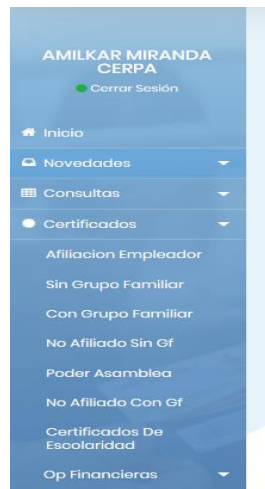 AMILKAR MIRANDA
CERPA
Cerrar Sesión
Inicio
Novedades
Consultas
Certificados
Afiliacion Empleador
Sin Grupo Familiar
Con Grupo Familiar
No Afiliado Sin Gf
Poder Asamblea
No Afiliado Con Gf
Certificados De
Escolaridad
Op Financieras